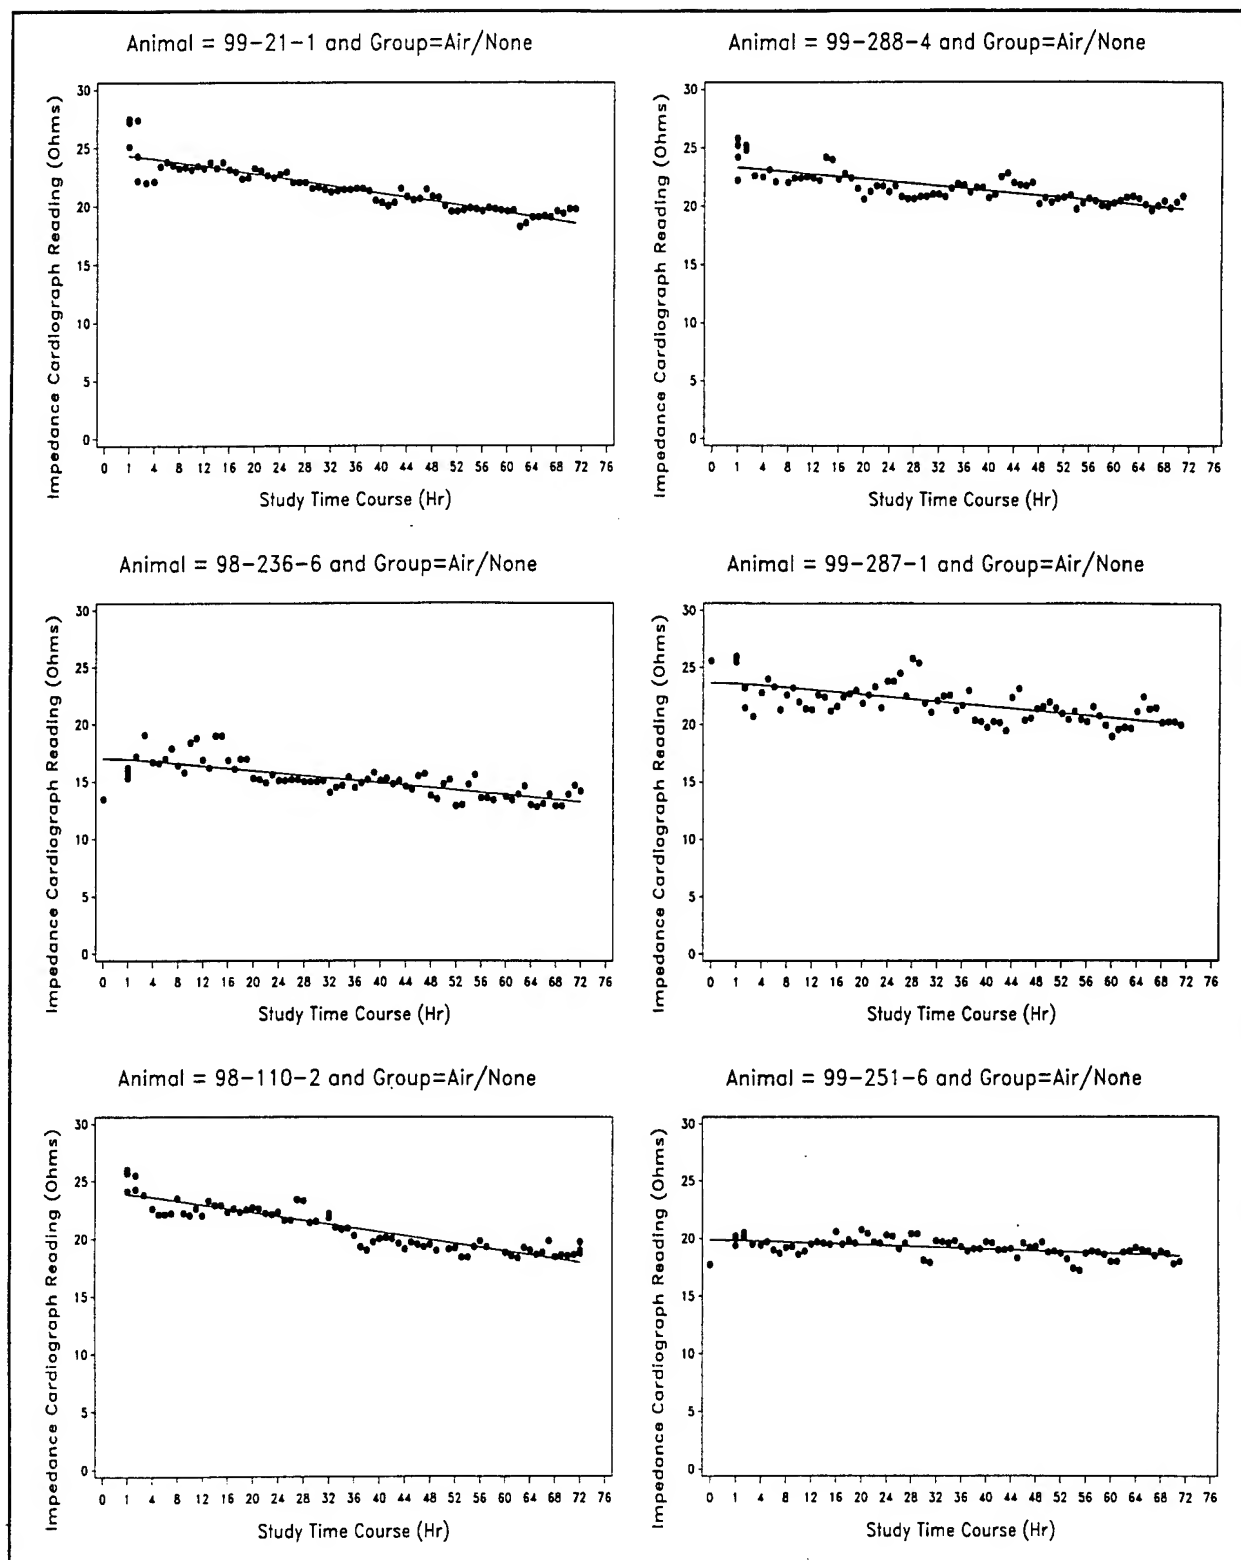 Animal = 99-21-1 and Group=Air/None
Impedance Cardiograph Reading (Ohms)
30
25
20
15
10
5
0
0 1 4 8 12 16 20 24 28 32 36 40 44 48 52 56 60 64 68 72 76
Study Time Course (Hr)
Animal = 99-288-4 and Group=Air/None
Impedance Cardiograph Reading (Ohms)
30
25
20
15
10
5
0
0 1 4 8 12 16 20 24 28 32 36 40 44 48 52 56 60 64 68 72 76
Study Time Course (Hr)
Animal = 98-236-6 and Group=Air/None
Impedance Cardiograph Reading (Ohms)
30
25
20
15
10
5
0
0 1 4 8 12 16 20 24 28 32 36 40 44 48 52 56 60 64 68 72 76
Study Time Course (Hr)
Animal = 99-287-1 and Group=Air/None
Impedance Cardiograph Reading (Ohms)
30
25
20
15
10
5
0
0 1 4 8 12 16 20 24 28 32 36 40 44 48 52 56 60 64 68 72 76
Study Time Course (Hr)
Animal = 98-110-2 and Group=Air/None
Impedance Cardiograph Reading (Ohms)
30
25
20
15
10
5
0
0 1 4 8 12 16 20 24 28 32 36 40 44 48 52 56 60 64 68 72 76
Study Time Course (Hr)
Animal = 99-251-6 and Group=Air/None
Impedance Cardiograph Reading (Ohms)
30
25
20
15
10
5
0
0 1 4 8 12 16 20 24 28 32 36 40 44 48 52 56 60 64 68 72 76
Study Time Course (Hr)